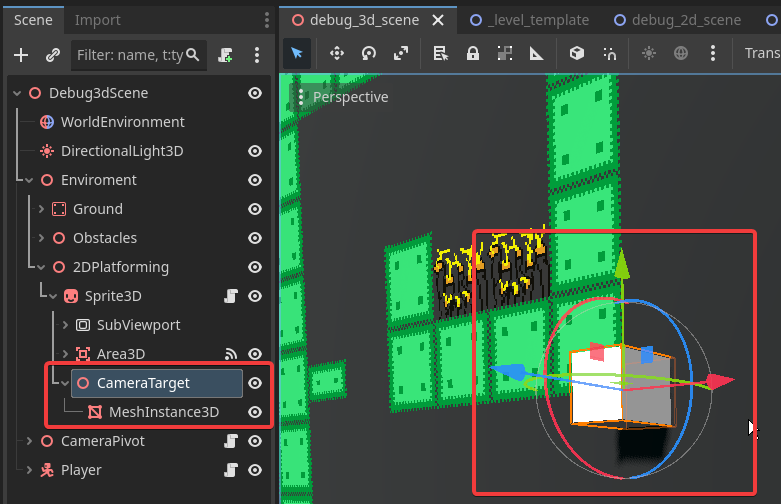 Scene Import
Filter: name, t:ty
Debug3dScene
WorldEnvironment
DirectionalLight3D
Enviroment
Ground
Obstacles
2DPlatforming
Sprite3D
SubViewport
Area3D
CameraTarget
MeshInstance3D
CameraPivot
Player
debug_3d_scene _level_template debug_2d_scene
Trans
Perspective